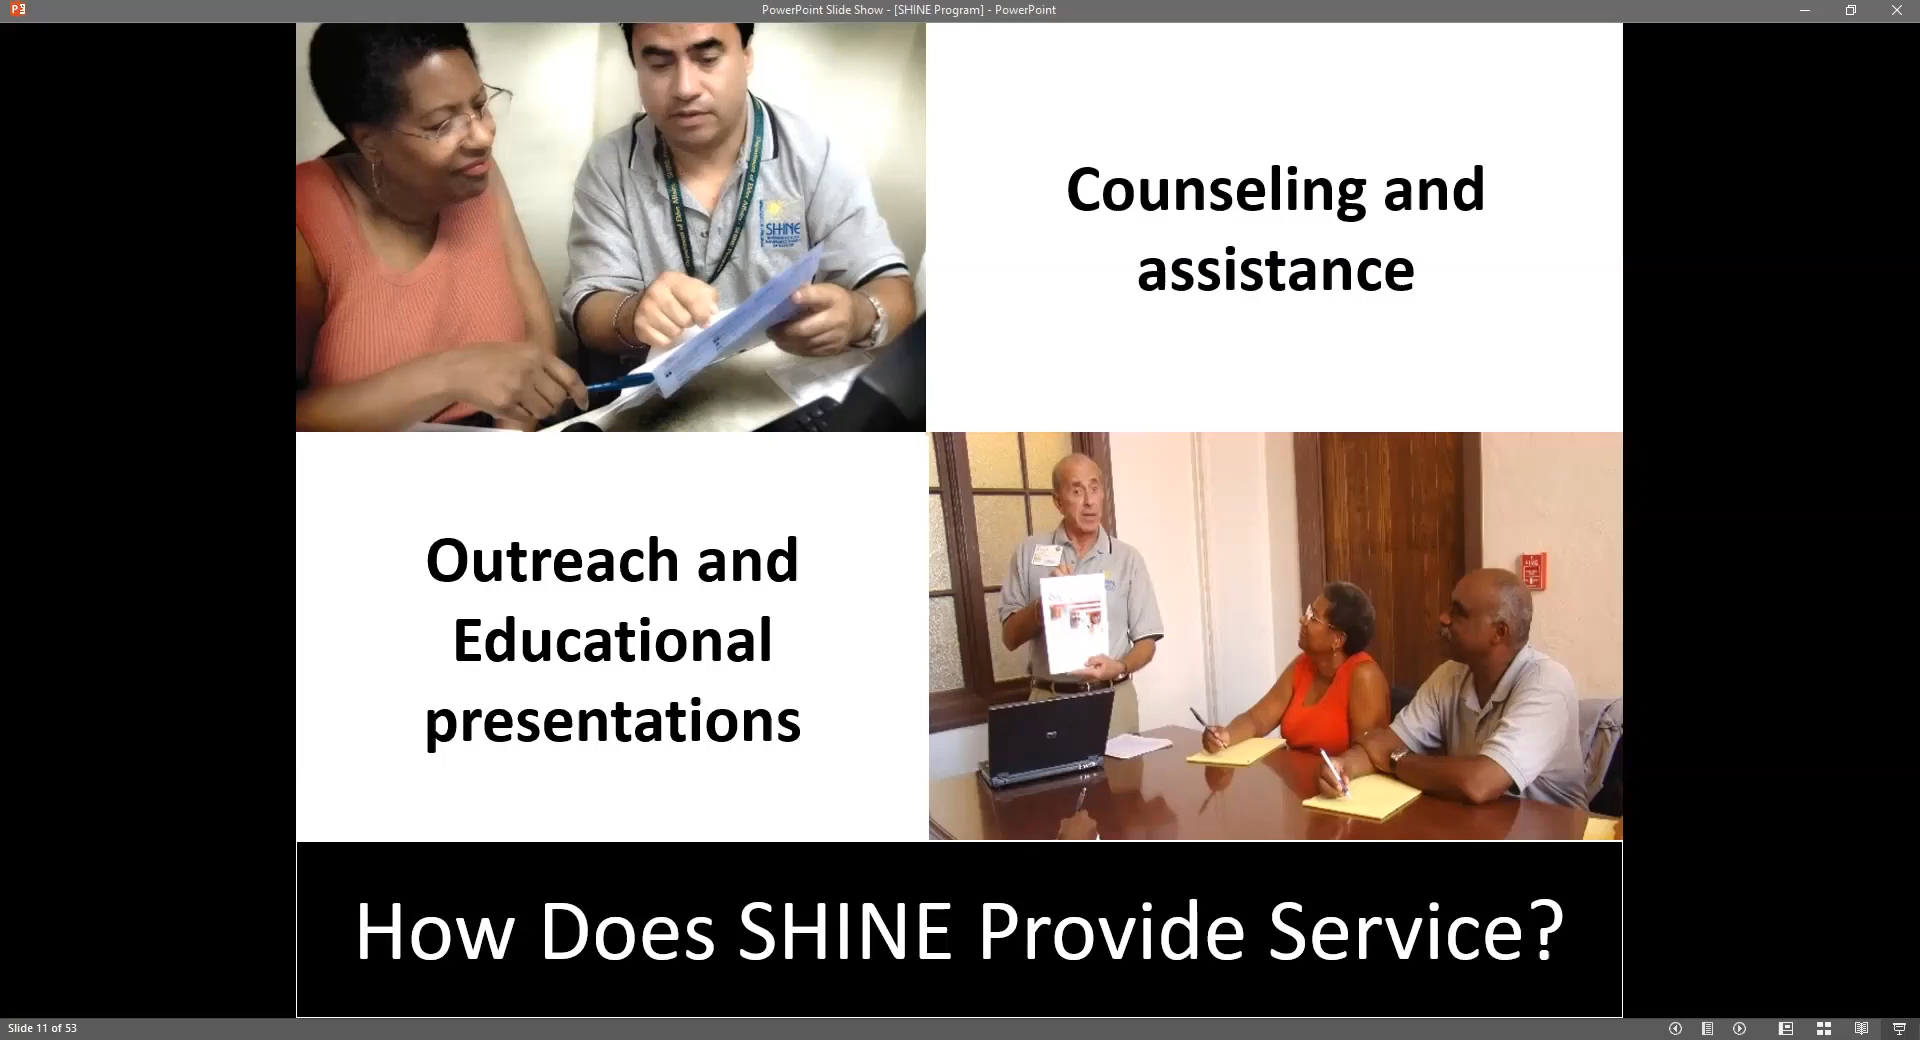 PowerPoint Slide Show - [SHINE Program] - PowerPoint
SHINE
Counseling and
assistance
Outreach and
Educational
presentations
How Does SHINE Provide Service?
Slide 11 of 53